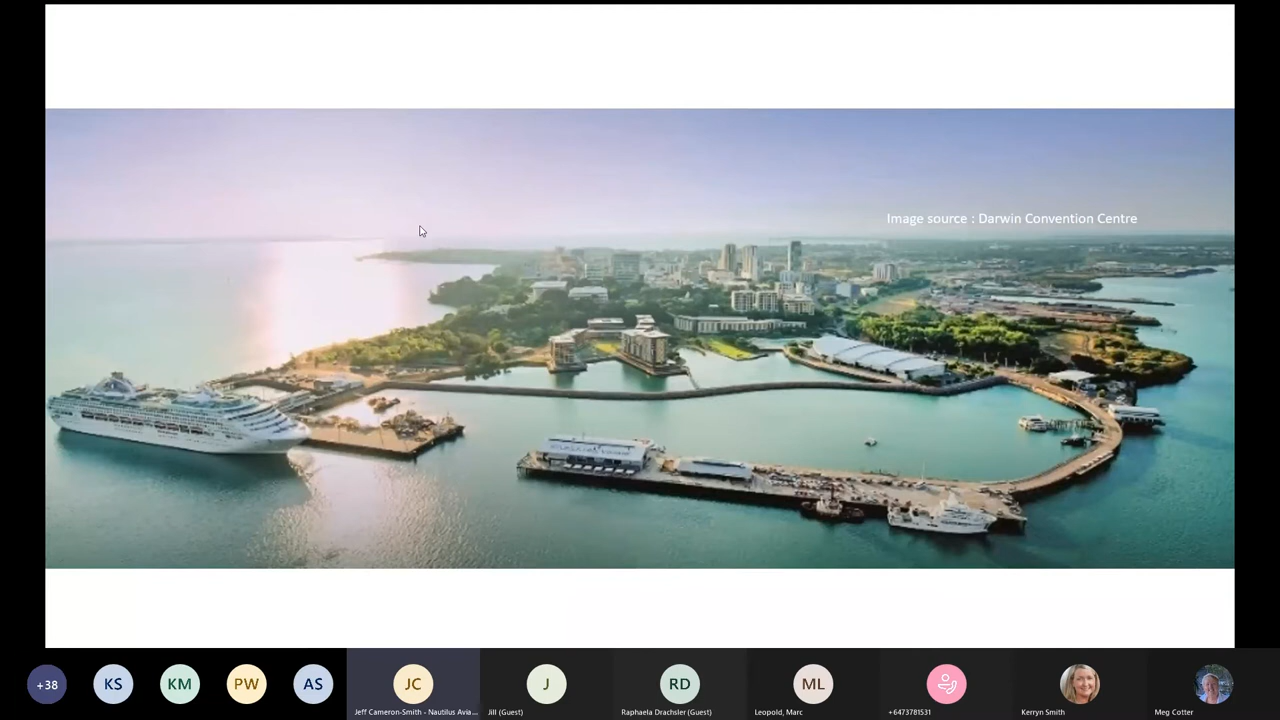 Image source : Darwin Convention Centre
+38
KS
KM
PW
AS
JC
J
RD
ML
Jeff Cameron-Smith - Nautilus Avia...
Jill (Guest)
Raphaela Drachsler (Guest)
Leopold, Marc
+6473781531
Kerryn Smith
Meg Cotter